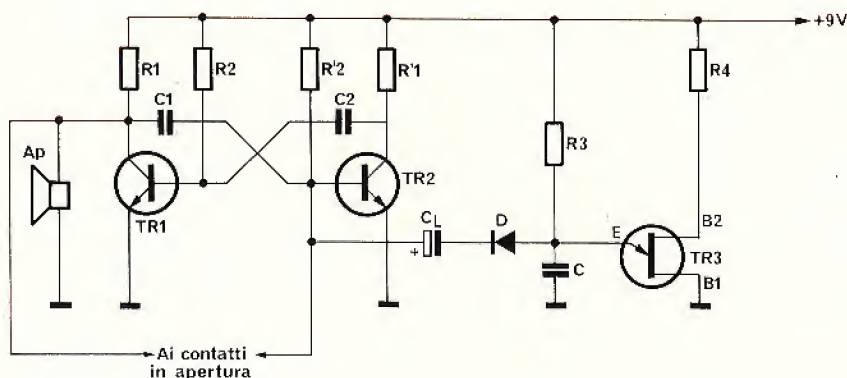 +9V
R1
R2
R'2
R'1
R4
C1
C2
R3
Ap
TR1
TR2
CL
+
D
E
C
B2
TR3
B1
Ai contatti
in apertura